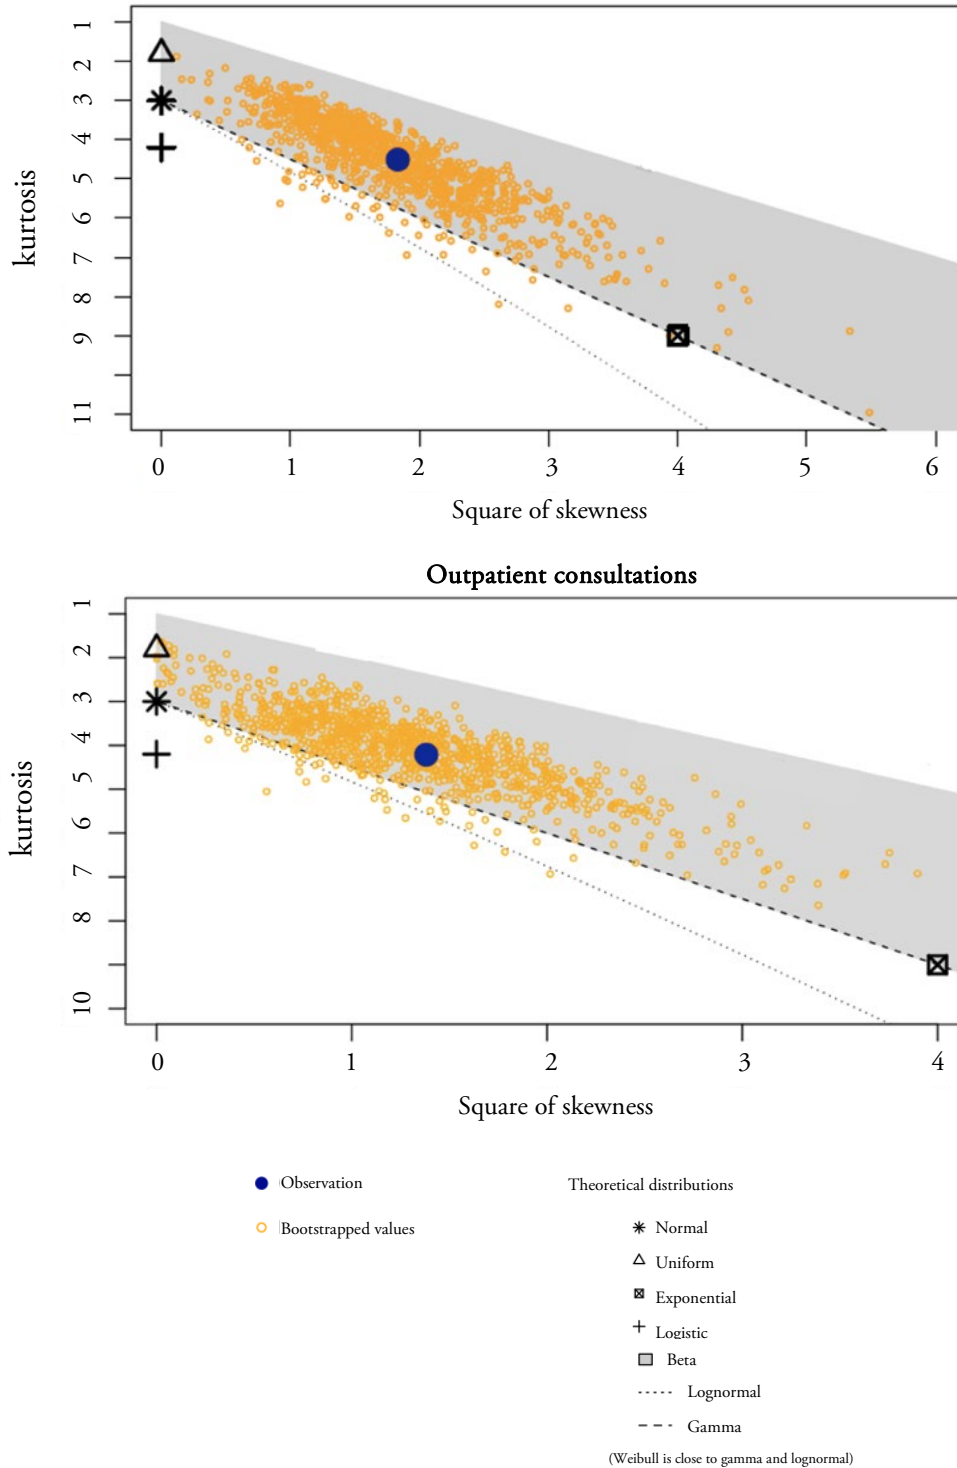 1
2
3
4
5
6
7
8
9
11
kurtosis
0 1 2 3 4 5 6
Square of skewness
Outpatient consultations
1
2
3
4
5
6
7
8
10
kurtosis
0 1 2 3 4
Square of skewness
Observation
Bootstrapped values
Theoretical distributions
Normal
Uniform
Exponential
Logistic
Beta
Lognormal
Gamma
(Weibull is close to gamma and lognormal)